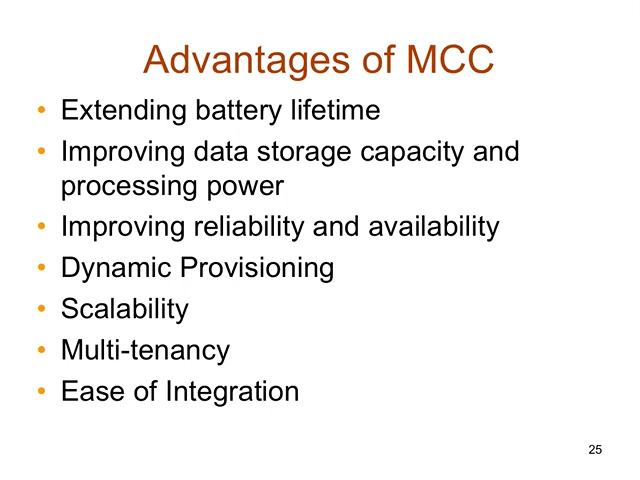 Advantages of MCC
• Extending battery lifetime
• Improving data storage capacity and
processing power
• Improving reliability and availability
• Dynamic Provisioning
• Scalability
• Multi-tenancy
• Ease of Integration
25